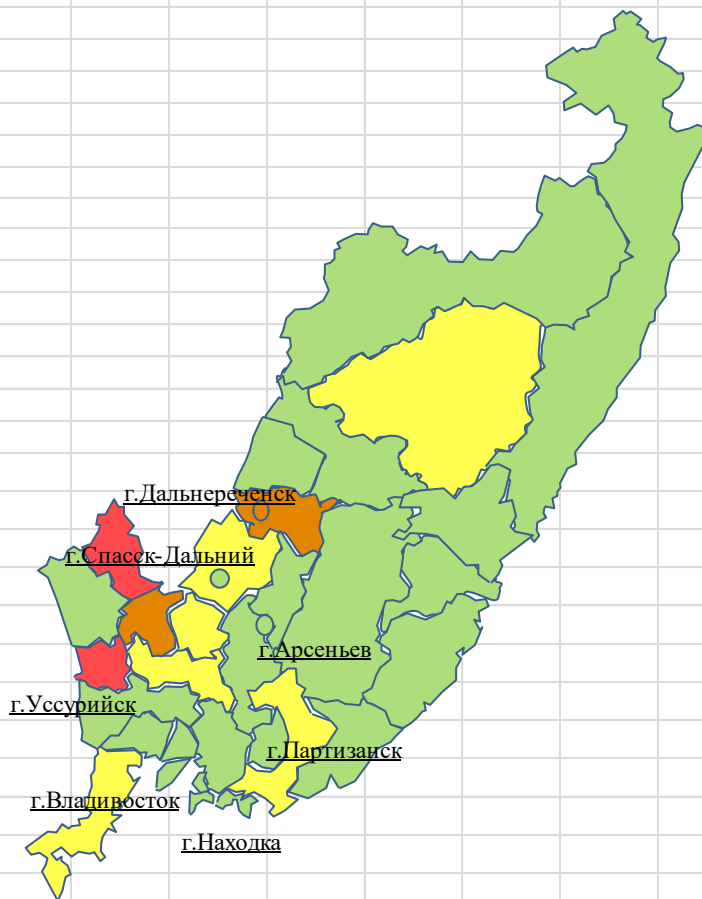 г.Дальнереченск
г.Спасск-Дальний
г.Арсеньев
г.Уссурийск
г.Партизанск
г.Владивосток
г.Находка